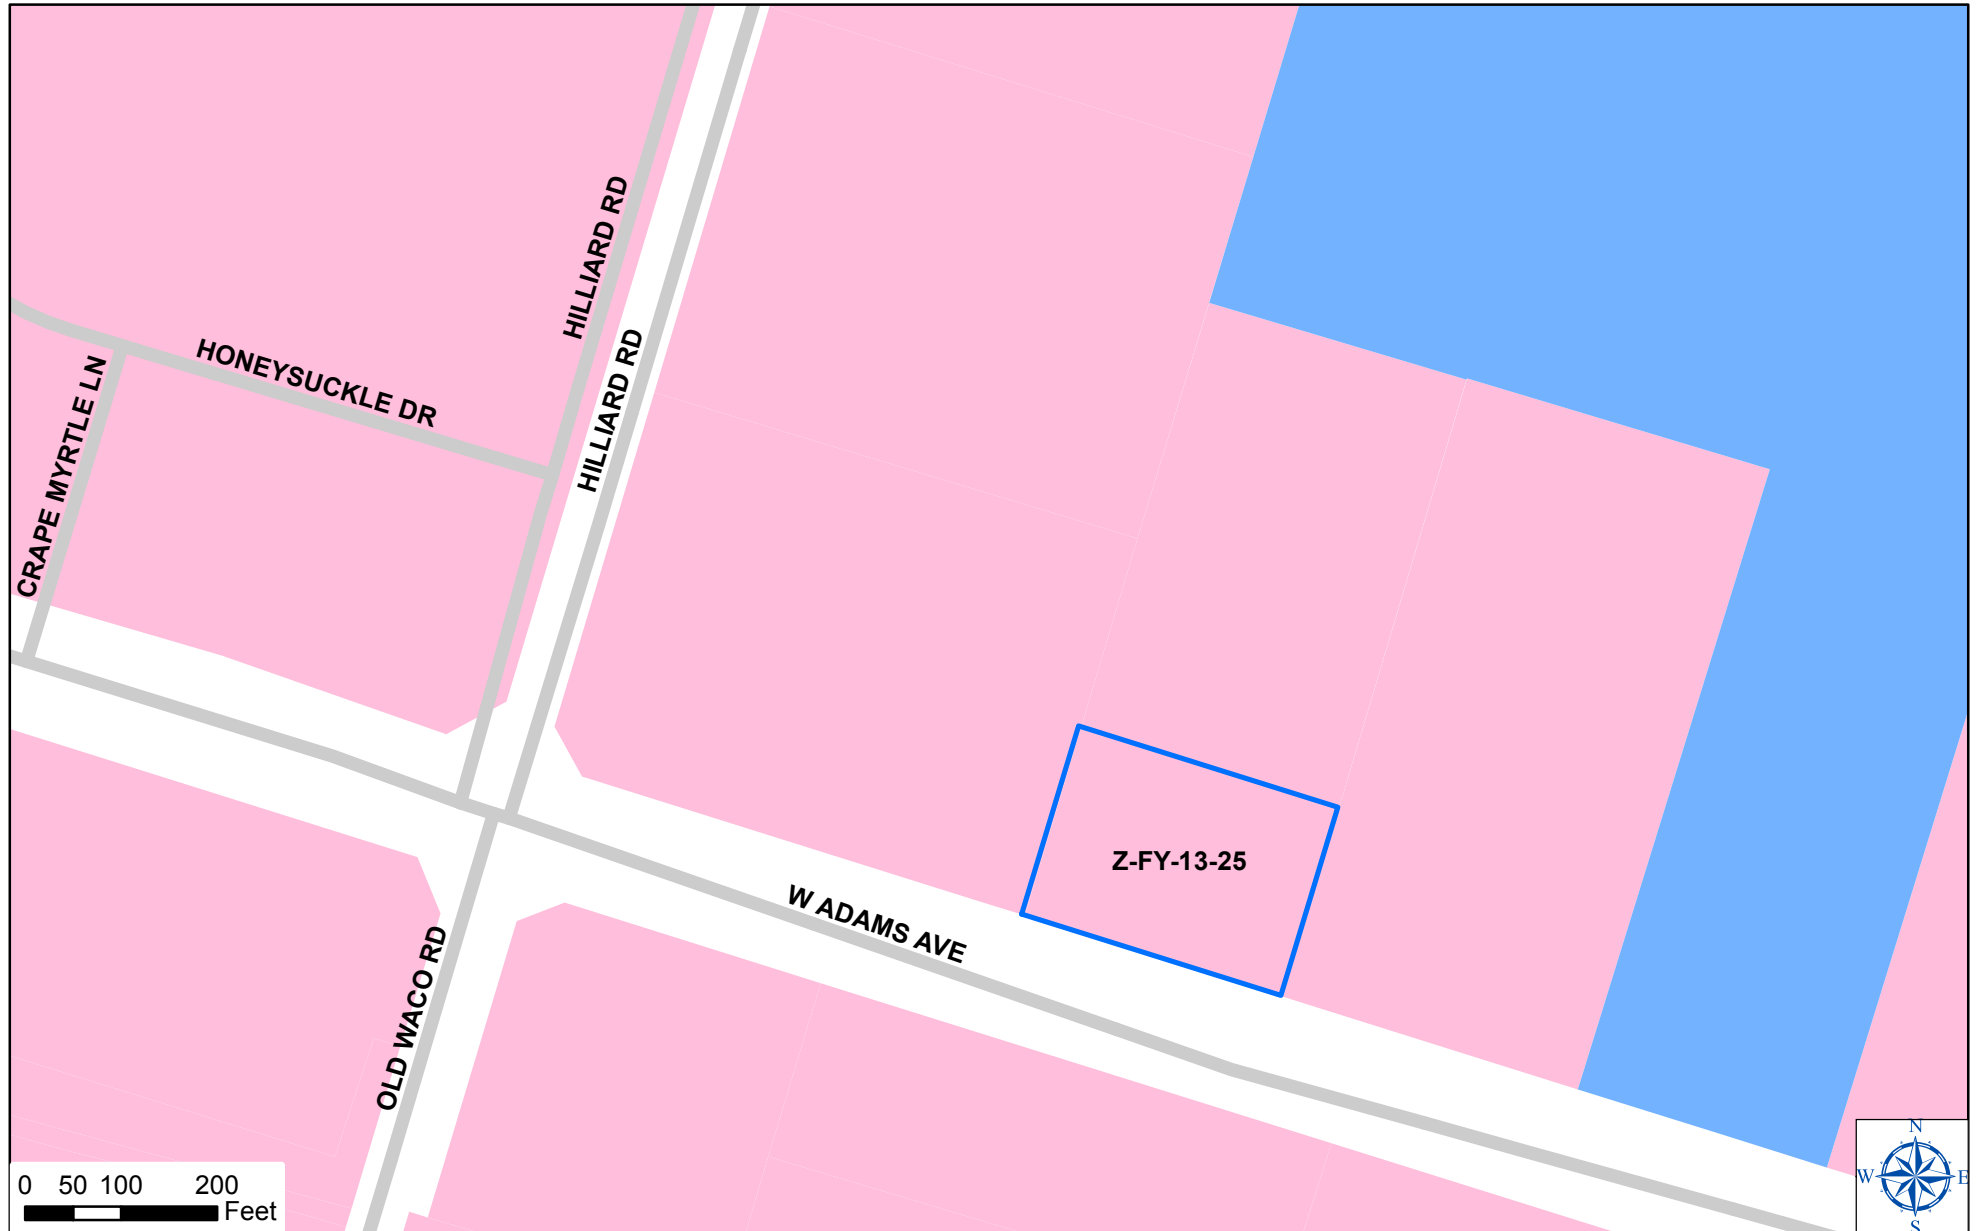 HILLIARD RD
HILLIARD RD
HONEYSUCKLE DR
CRAPE MYRTLE LN
Z-FY-13-25
W ADAMS AVE
OLD WACO RD
0 50 100 200
Feet
N
W E
S